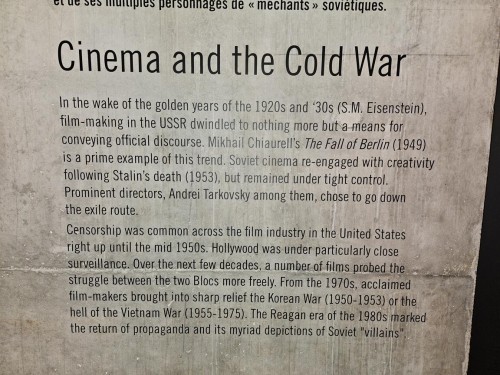 et de ses multiples personnages de « méchants » soviétiques.
Cinema and the Cold War
In the wake of the golden years of the 1920s and ‘30s (S.M. Eisenstein),
film-making in the USSR dwindled to nothing more but a means for
conveying official discourse. Mikhail Chiaurell's The Fall of Berlin (1949)
is a prime example of this trend. Soviet cinema re-engaged with creativity
following Stalin's death (1953), but remained under tight control.
Prominent directors, Andrei Tarkovsky among them, chose to go down
the exile route.
Censorship was common across the film industry in the United States
right up until the mid 1950s. Hollywood was under particularly close
surveillance. Over the next few decades, a number of films probed the
struggle between the two Blocs more freely. From the 1970s, acclaimed
film-makers brought into sharp relief the Korean War (1950-1953) or the
hell of the Vietnam War (1955-1975). The Reagan era of the 1980s marked
the return of propaganda and its myriad depictions of Soviet "villains".